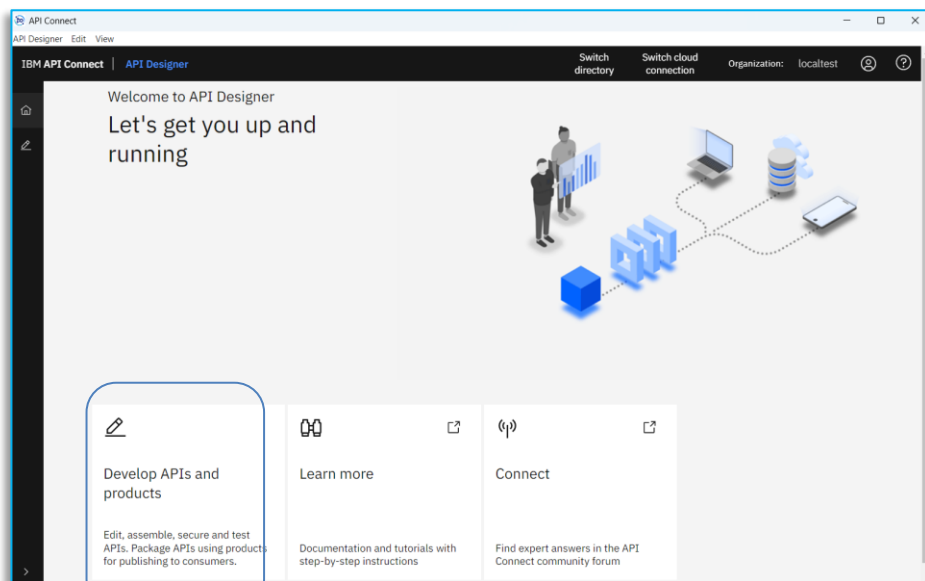 API Connect
API Designer Edit View
IBM API Connect | API Designer
Switch directory
Switch cloud connection
Organization: localtest
Welcome to API Designer
Let's get you up and
running
Develop APIs and
products
Edit, assemble, secure and test
APIs. Package APIs using products
for publishing to consumers.
Learn more
Documentation and tutorials with
step-by-step instructions
Connect
Find expert answers in the API
Connect community forum